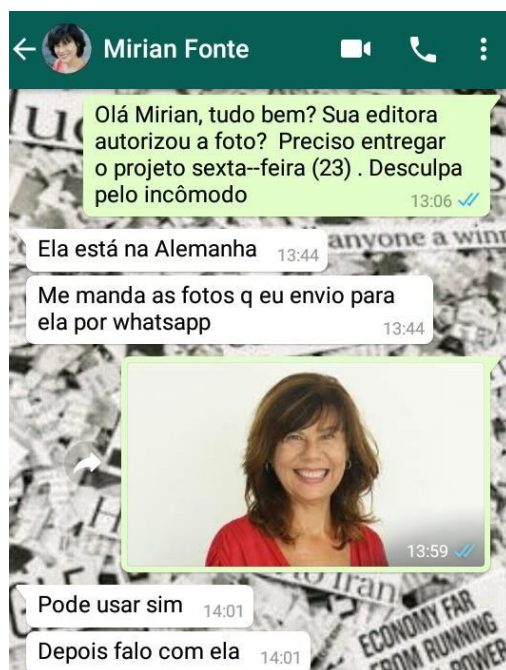 Mirian Fonte
Olá Mirian, tudo bem? Sua editora
autorizou a foto? Preciso entregar
o projeto sexta--feira (23) . Desculpa
pelo incômodo
13:06
anyone a winn
Ela está na Alemanha 13:44
Me manda as fotos q eu envio para
ela por whatsapp
13:44
13:59
Iran
Pode usar sim 14:01
ECONOMY FAR
FROM RUNNING
POWER
Depois falo com ela 14:01